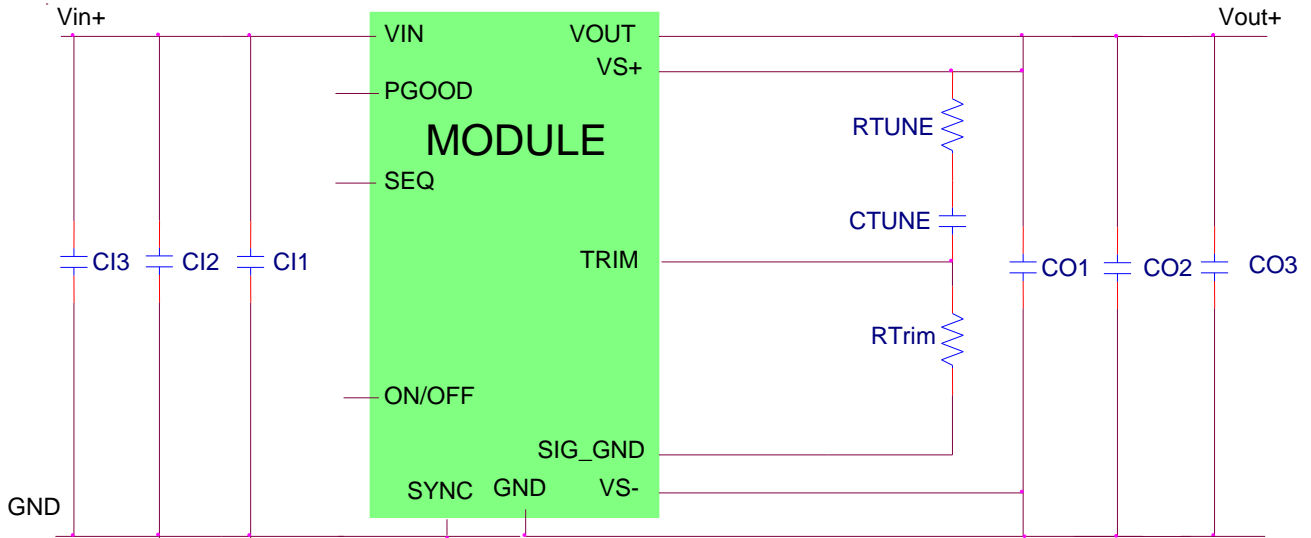 Vin+
Vout+
VIN
VOUT
VS+
PGOOD
RTUNE
MODULE
SEQ
CTUNE
TRIM
CI3
CI2
CI1
CO1
CO2
CO3
RTrim
ON/OFF
SIG_GND
SYNC
GND
VS-
GND